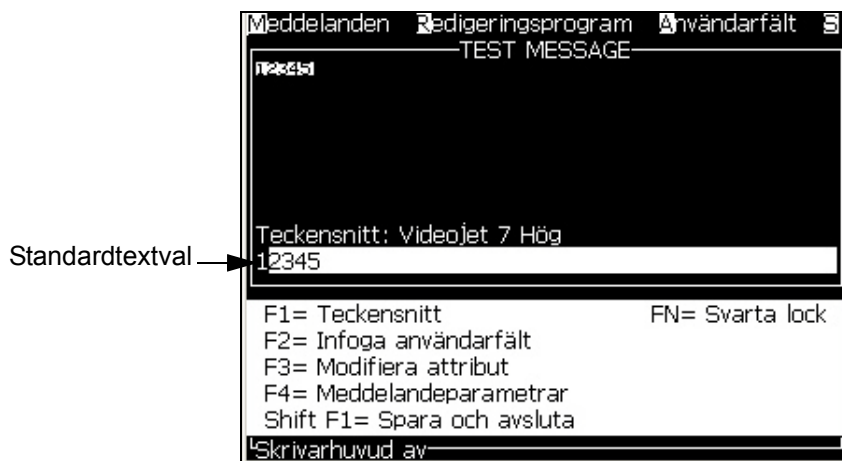 Meddelanden Redigeringsprogram Användarfält S
TEST MESSAGE
12345
Teckensnitt: Videojet 7 Hög
Standardtextval
12345
F1= Teckensnitt FN= Svarta lock
F2= Infoga användarfält
F3= Modifiera attribut
F4= Meddelandeparametrar
Shift F1= Spara och avsluta
Skrivarhuvud av